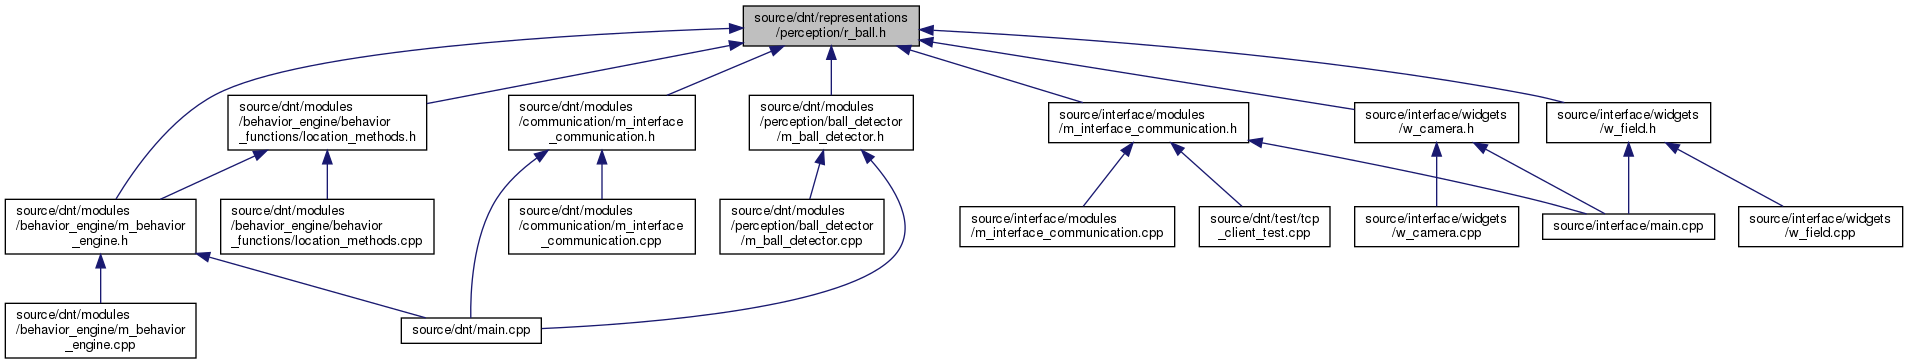 source/dnt/representations
/perception/r_ball.h
source/dnt/modules
/behavior_engine/behavior
_functions/location_methods.h
source/dnt/modules
/communication/m_interface
_communication.h
source/dnt/modules
/perception/ball_detector
/m_ball_detector.h
source/interface/modules
/m_interface_communication.h
source/interface/widgets
/w_camera.h
source/interface/widgets
/w_field.h
source/dnt/modules
/behavior_engine/m_behavior
_engine.h
source/dnt/modules
/behavior_engine/behavior
_functions/location_methods.cpp
source/dnt/modules
/communication/m_interface
_communication.cpp
source/dnt/modules
/perception/ball_detector
/m_ball_detector.cpp
source/interface/modules
/m_interface_communication.cpp
source/dnt/test/tcp
_client_test.cpp
source/interface/widgets
/w_camera.cpp
source/interface/main.cpp
source/interface/widgets
/w_field.cpp
source/dnt/modules
/behavior_engine/m_behavior
_engine.cpp
source/dnt/main.cpp